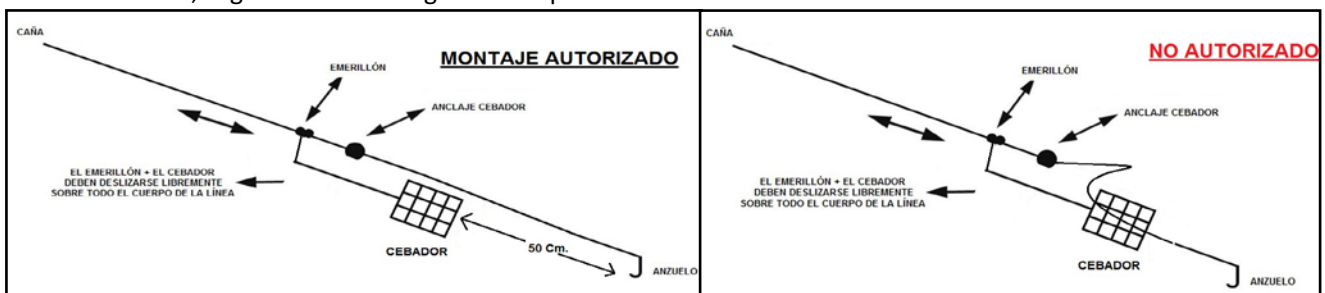 CAÑA
MONTAJE AUTORIZADO
EMERILLÓN
ANCLAJE CEBADOR
EL EMERILLÓN + EL CEBADOR
DEBEN DESLIZARSE LIBREMENTE
SOBRE TODO EL CUERPO DE LA LÍNEA
50 Cm.
CEBADOR
ANZUELO
CAÑA
NO AUTORIZADO
EMERILLÓN
ANCLAJE CEBADOR
EL EMERILLÓN + EL CEBADOR
DEBEN DESLIZARSE LIBREMENTE
SOBRE TODO EL CUERPO DE LA LÍNEA
CEBADOR
ANZUELO